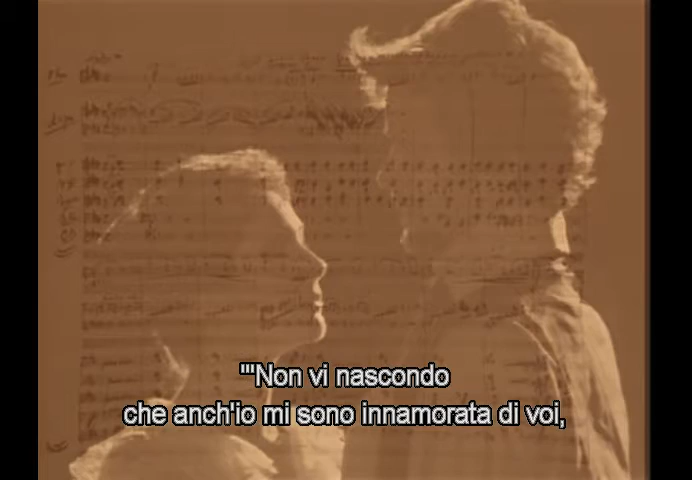 "'Non vi nascondo
che anch'io mi sono innamorata di voi,